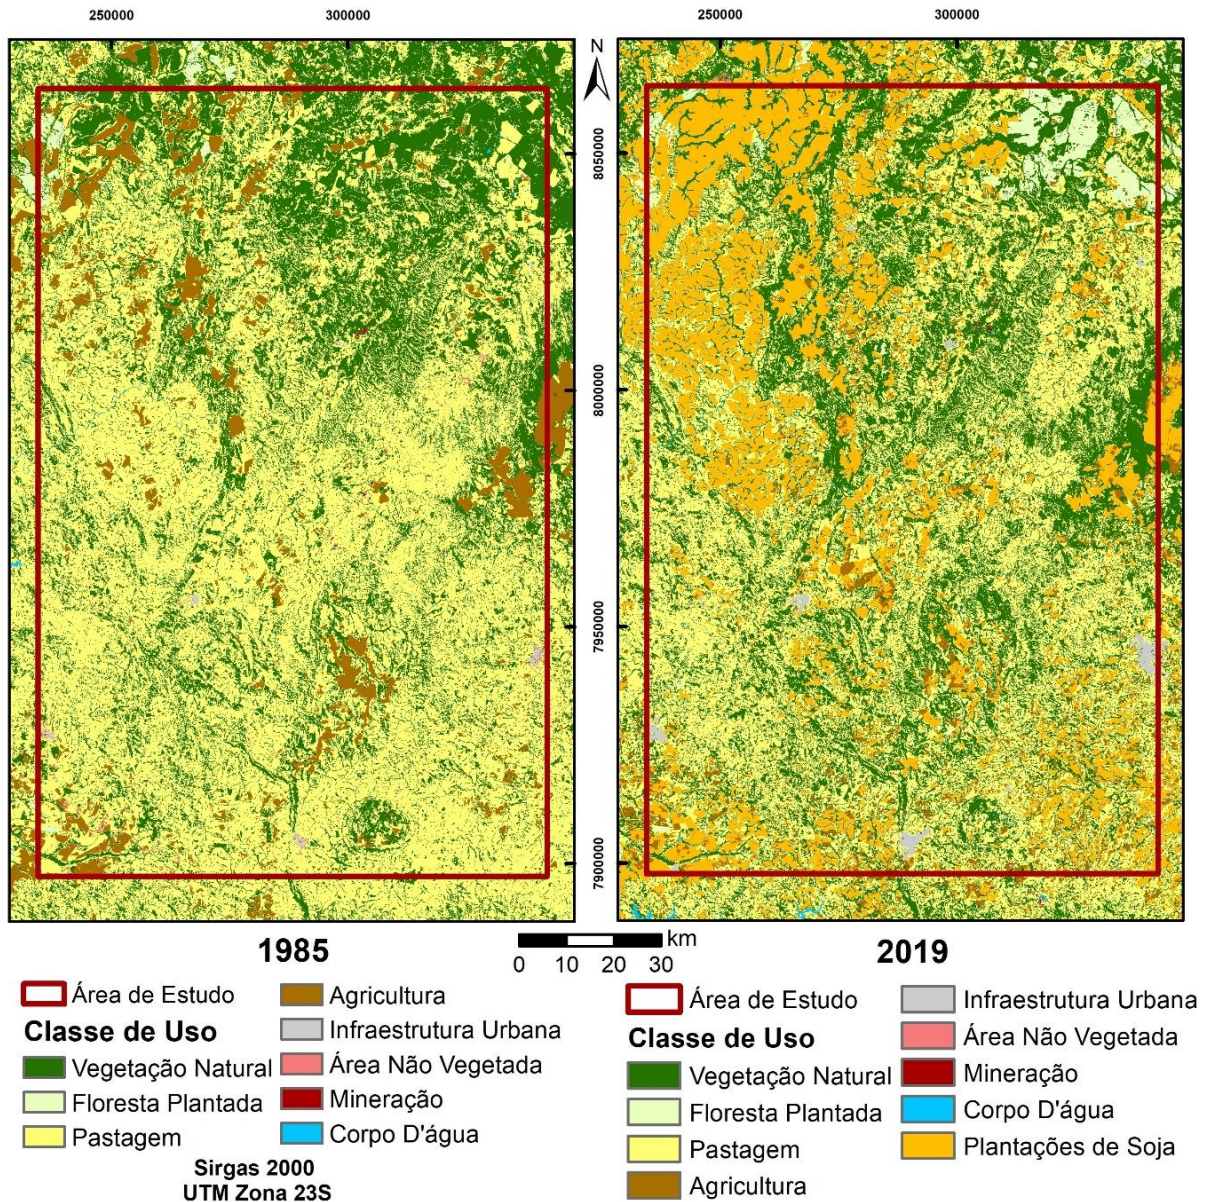 250000
300000
250000
300000
N
8050000
8000000
7950000
7900000
1985
km
0 10 20 30
2019
Área de Estudo
Classe de Uso
Vegetação Natural
Floresta Plantada
Pastagem
Agricultura
Infraestrutura Urbana
Área Não Vegetada
Mineração
Corpo D'água
Sirgas 2000
UTM Zona 23S
Área de Estudo
Classe de Uso
Vegetação Natural
Floresta Plantada
Pastagem
Agricultura
Infraestrutura Urbana
Área Não Vegetada
Mineração
Corpo D'água
Plantações de Soja